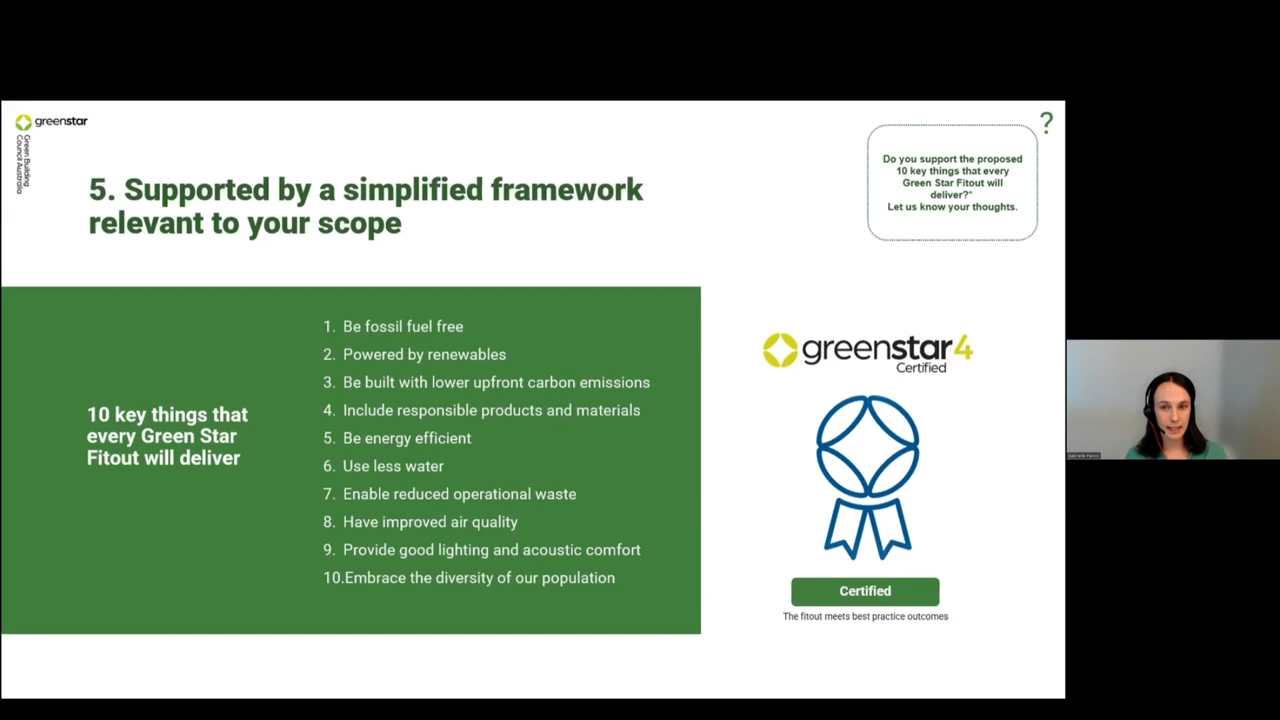 greenstar
Green Building
Council Australia
5. Supported by a simplified framework
relevant to your scope
?
Do you support the proposed
10 key things that every
Green Star Fitout will
deliver?*
Let us know your thoughts.
10 key things that
every Green Star
Fitout will deliver
1. Be fossil fuel free
2. Powered by renewables
3. Be built with lower upfront carbon emissions
4. Include responsible products and materials
5. Be energy efficient
6. Use less water
7. Enable reduced operational waste
8. Have improved air quality
9. Provide good lighting and acoustic comfort
10.Embrace the diversity of our population
greenstar4
Certified
Certified
The fitout meets best practice outcomes